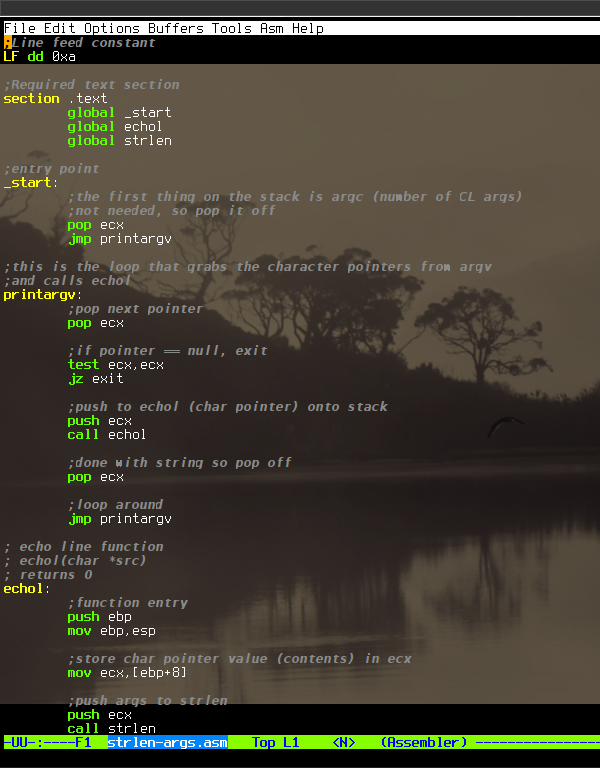 File Edit Options Buffers Tools Asm Help
;Line feed constant
LF dd 0xa
;Required text section
section .text
global _start
global echol
global strlen
;entry point
_start:
;the first thing on the stack is argc (number of CL args)
;not needed, so pop it off
pop ecx
jmp printargv
;this is the loop that grabs the character pointers from argv
;and calls echol
printargv:
;pop next pointer
pop ecx
;if pointer == null, exit
test ecx,ecx
jz exit
;push to echol (char pointer) onto stack
push ecx
call echol
;done with string so pop off
pop ecx
;loop around
jmp printargv
; echo line function
; echol(char *src)
; returns 0
echol:
;function entry
push ebp
mov ebp,esp
;store char pointer value (contents) in ecx
mov ecx,[ebp+8]
;push args to strlen
push ecx
call strlen
-UU-:----F1 strlen-args.asm Top L1 <N> (Assembler) ----------------